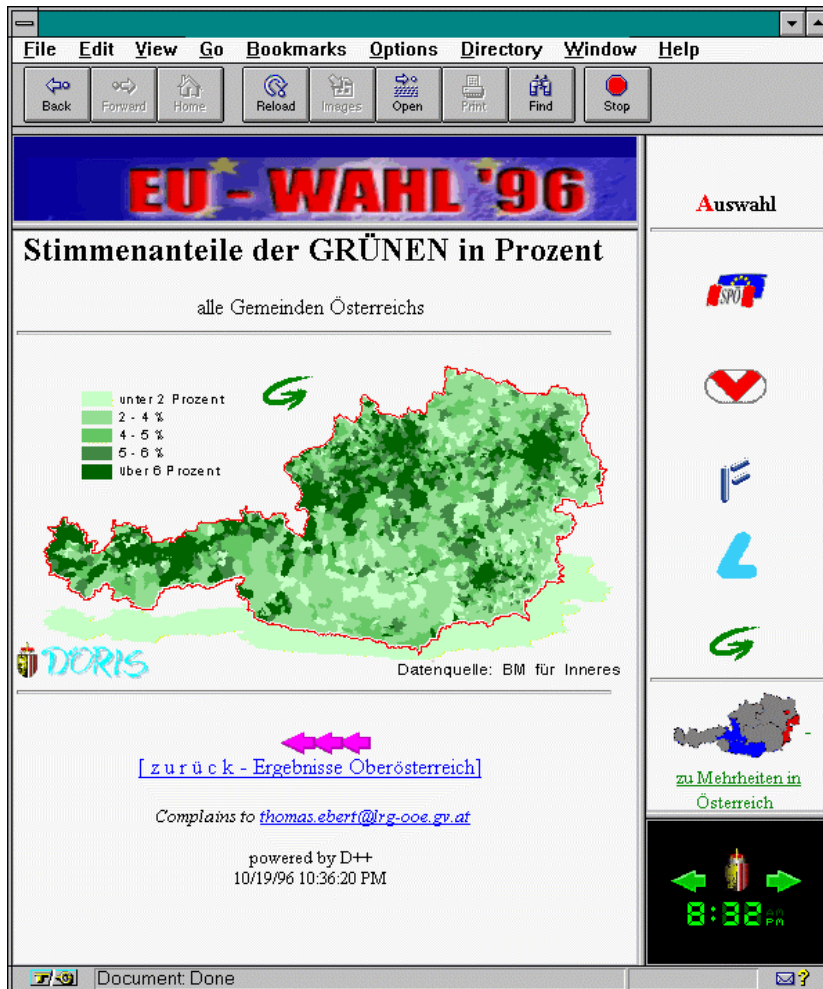 File Edit View Go Bookmarks Options Directory Window Help
Back Forward Home Reload Images Open Print Find Stop
EU - WAHL '96
Stimmenanteile der GRÜNEN in Prozent
alle Gemeinden Österreichs
unter 2 Prozent
2 - 4 %
4 - 5 %
5 - 6 %
über 6 Prozent
DORIS
Datenquelle: BM für Inneres
[ z u r ü c k - Ergebnisse Oberösterreich]
Complains to thomas.ebert@lrg-ooe.gv.at
powered by D++
10/19/96 10:36:20 PM
Auswahl
SPÖ
F
L
G
zu Mehrheiten in
Österreich
8:32 AM
PM
Document: Done